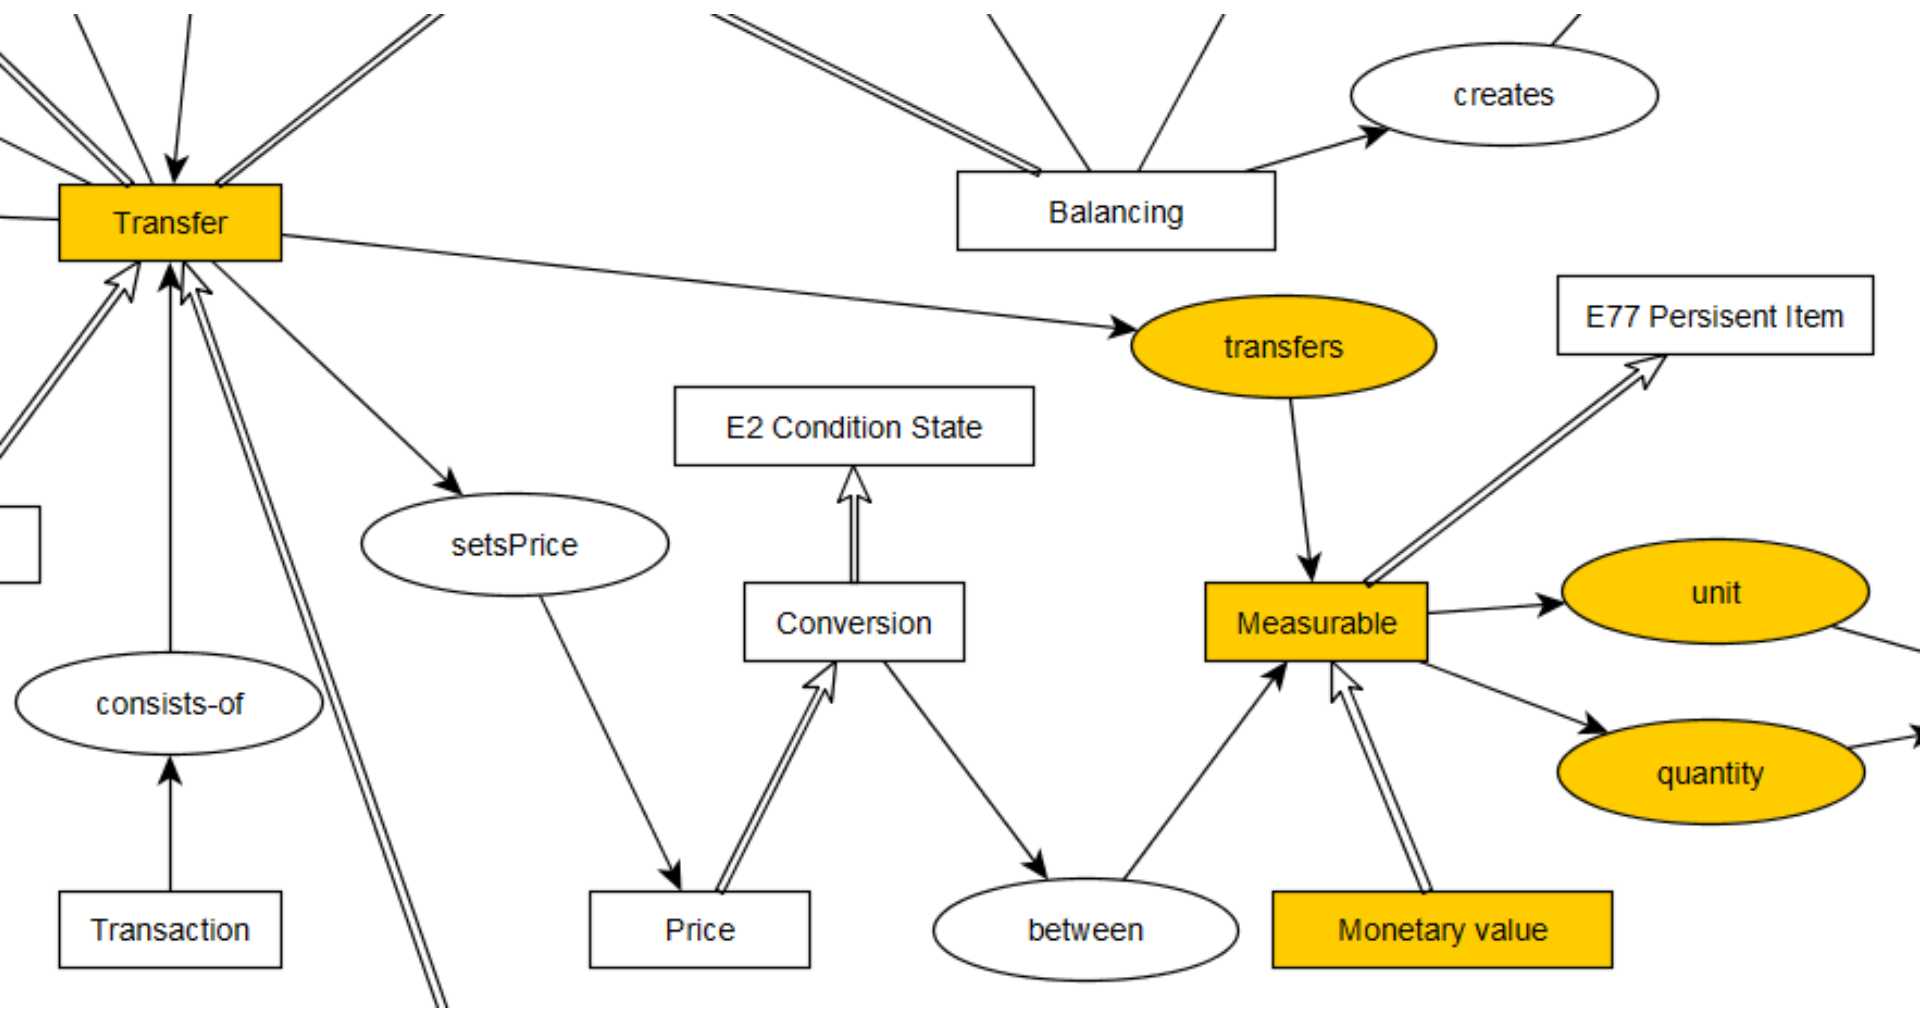 creates
Balancing
Transfer
E77 Persisent Item
transfers
E2 Condition State
setsPrice
unit
Conversion
Measurable
consists-of
quantity
Transaction
Price
between
Monetary value